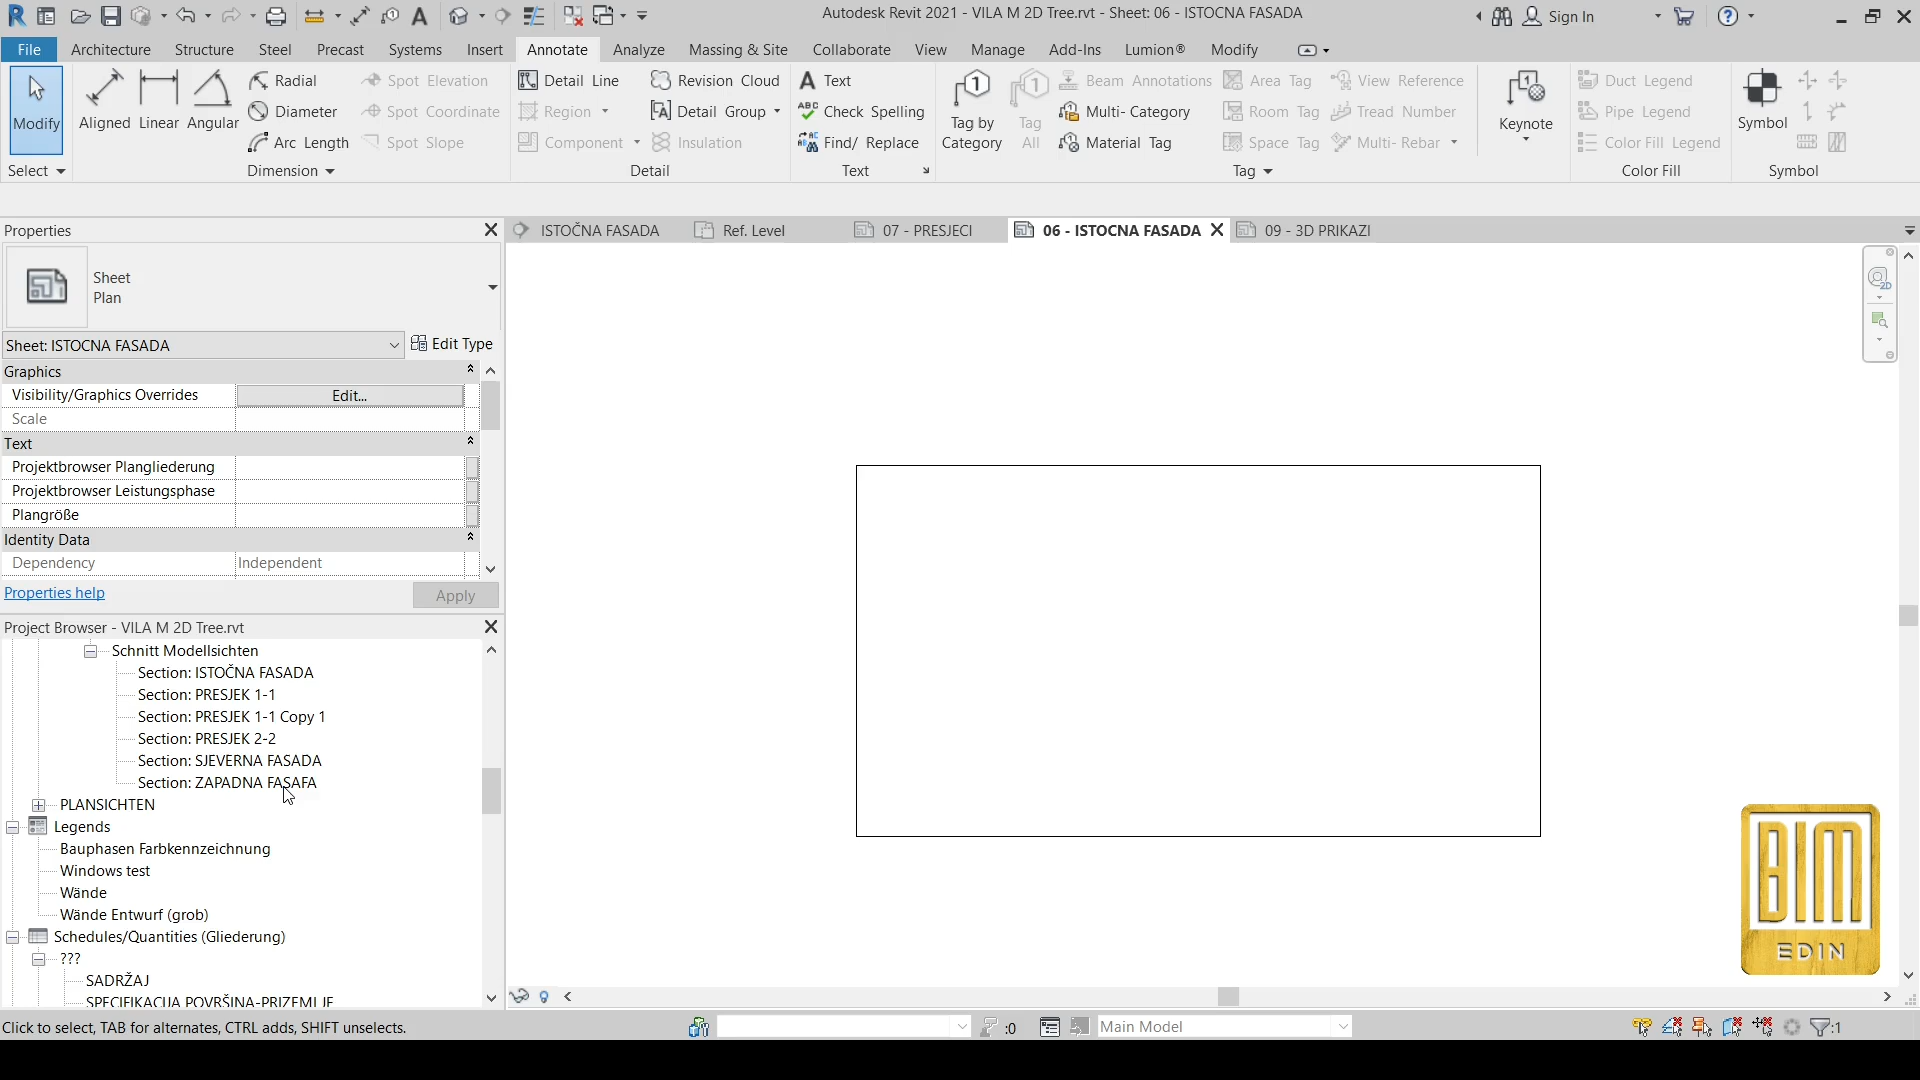 Autodesk Revit 2021 - VILA M 2D Tree.rvt - Sheet: 06 - ISTOCNA FASADA
Sign In
File Architecture Structure Steel Precast Systems Insert Annotate Analyze Massing & Site Collaborate View Manage Add-Ins Lumion® Modify
Modify
Aligned
Linear
Angular
Radial
Diameter
Arc Length
Spot Elevation
Spot Coordinate
Spot Slope
Detail Line
Region
Component
Revision Cloud
Detail Group
Insulation
Text
Check Spelling
Find/ Replace
Tag by
Category
Tag
All
Beam Annotations
Multi- Category
Material Tag
Area Tag
Room Tag
Space Tag
View Reference
Tread Number
Multi- Rebar
Keynote
Duct Legend
Pipe Legend
Color Fill Legend
Symbol
Select
Dimension
Detail
Text
Tag
Color Fill
Symbol
Properties
ISTOČNA FASADA
Ref. Level
07 - PRESJECI
06 - ISTOCNA FASADA
09 - 3D PRIKAZI
Sheet
Plan
Sheet: ISTOCNA FASADA
Edit Type
Graphics
Visibility/Graphics Overrides Edit...
Scale
Text
Projektbrowser Plangliederung
Projektbrowser Leistungsphase
Plangröße
Identity Data
Dependency Independent
Properties help
Apply
Project Browser - VILA M 2D Tree.rvt
Schnitt Modellsichten
Section: ISTOČNA FASADA
Section: PRESJEK 1-1
Section: PRESJEK 1-1 Copy 1
Section: PRESJEK 2-2
Section: SJEVERNA FASADA
Section: ZAPADNA FASAFA
PLANSICHTEN
Legends
Bauphasen Farbkennzeichnung
Windows test
Wände
Wände Entwurf (grob)
Schedules/Quantities (Gliederung)
???
SADRŽAJ
SPECIFIKACIJA POVRŠINA-PRIZEMLJE
BIM
EDIN
Click to select, TAB for alternates, CTRL adds, SHIFT unselects.
:0
Main Model
:1